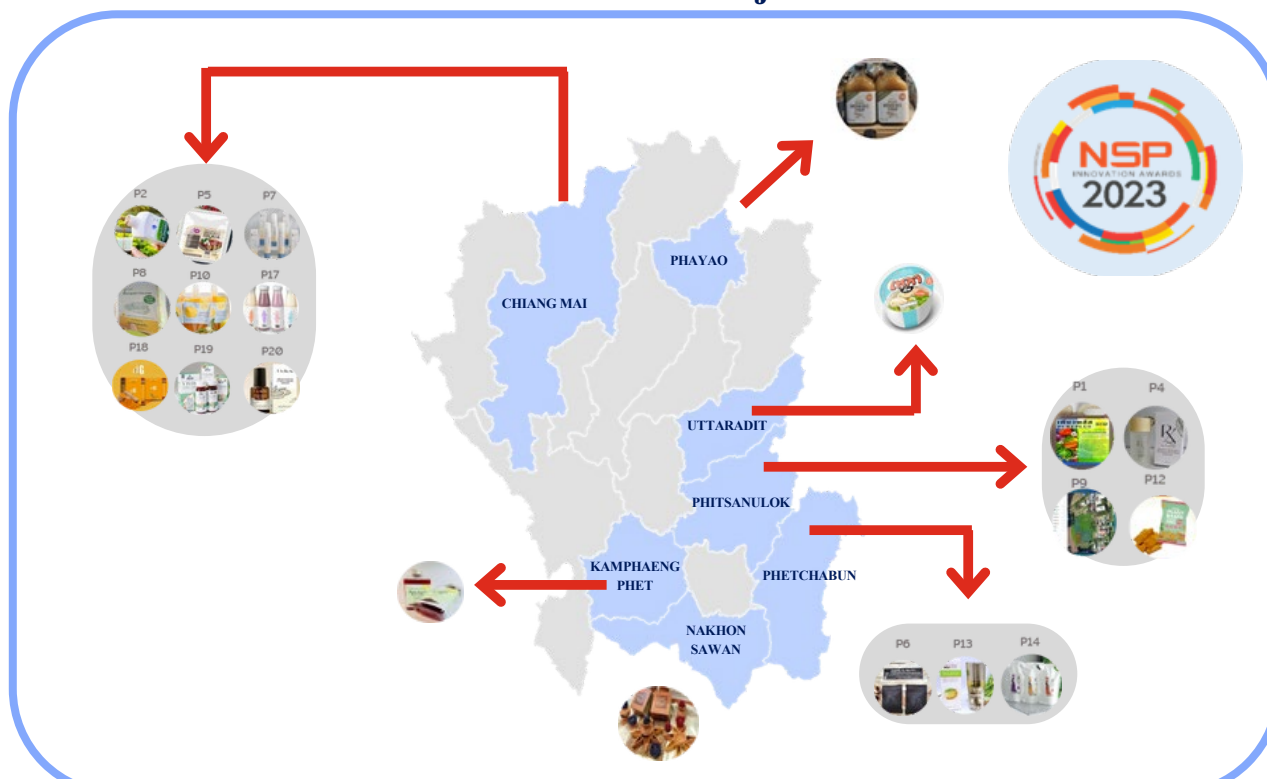 NSP
INNOVATION AWARDS
2023
P2
P5
P7
P8
P10
P17
P18
P19
P20
CHIANG MAI
PHAYAO
UTTARADIT
PHITSANULOK
PHETCHABUN
KAMPHAENG
PHET
NAKHON
SAWAN
P1
P4
P9
P12
P6
P13
P14